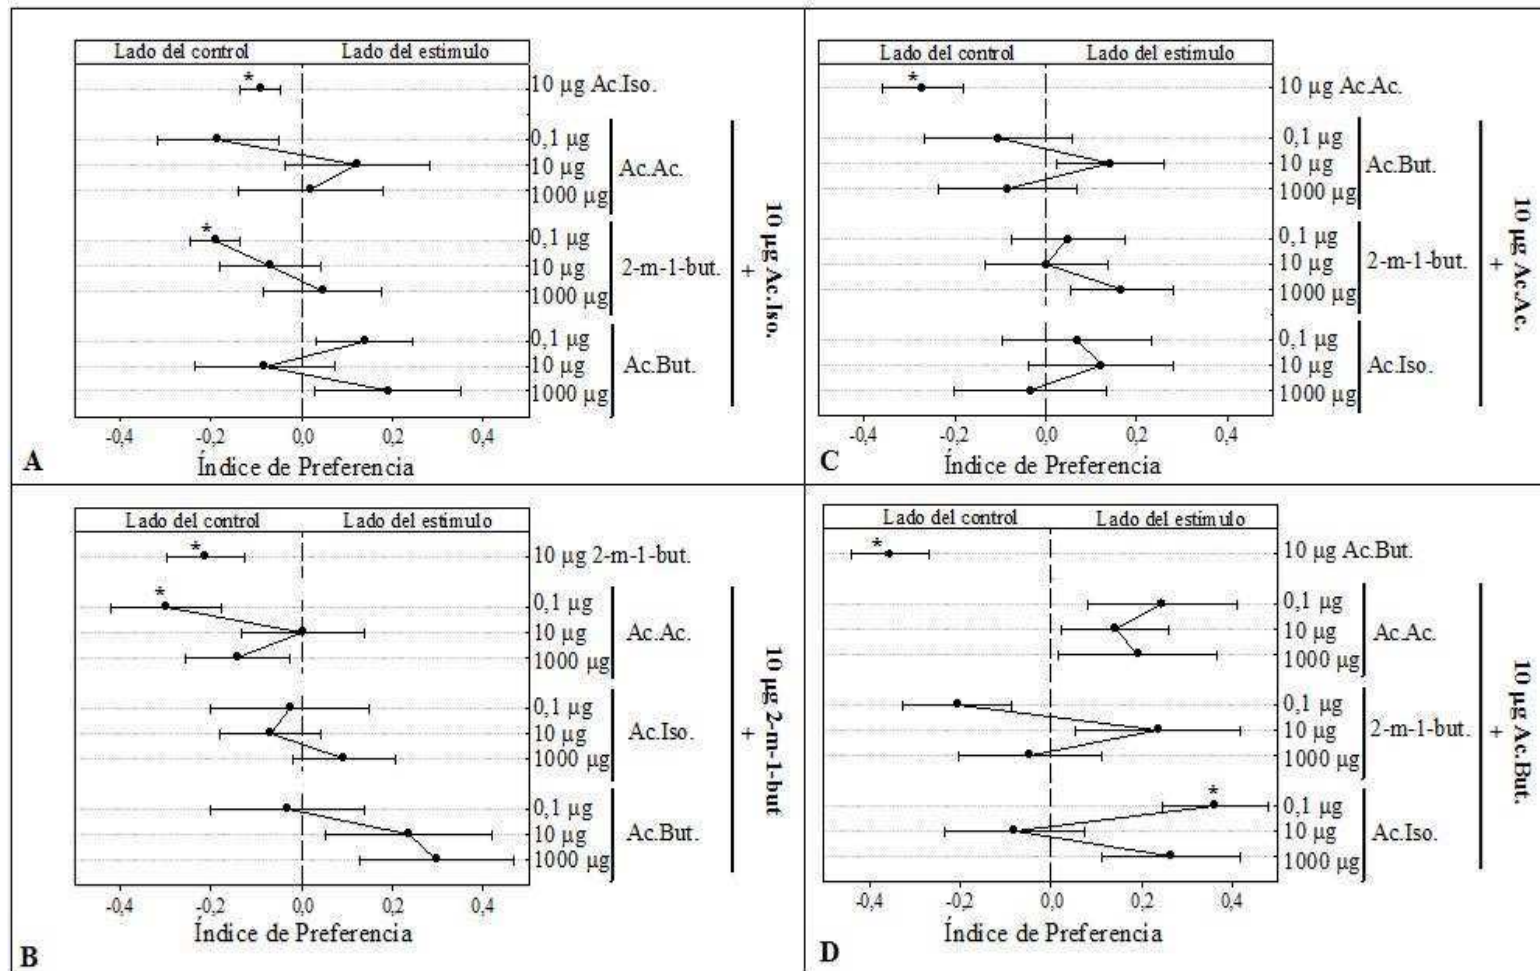 Lado del control Lado del estimulo
* 10 µg Ac.Iso.
0,1 µg
10 µg Ac.Ac.
1000 µg
* 0,1 µg
10 µg 2-m-1-but.
1000 µg
0,1 µg
10 µg Ac.But.
1000 µg
+ 10 µg Ac.Iso.
-0,4 -0,2 0,0 0,2 0,4
Índice de Preferencia
A
Lado del control Lado del estimulo
* 10 µg Ac.Ac.
0,1 µg
10 µg Ac.But.
1000 µg
0,1 µg
10 µg 2-m-1-but.
1000 µg
0,1 µg
10 µg Ac.Iso.
1000 µg
+ 10 µg Ac.Ac.
-0,4 -0,2 0,0 0,2 0,4
Índice de Preferencia
C
Lado del control Lado del estimulo
* 10 µg 2-m-1-but.
* 0,1 µg
10 µg Ac.Ac.
1000 µg
0,1 µg
10 µg Ac.Iso.
1000 µg
0,1 µg
10 µg Ac.But.
1000 µg
+ 10 µg 2-m-1-but
-0,4 -0,2 0,0 0,2 0,4
Índice de Preferencia
B
Lado del control Lado del estimulo
* 10 µg Ac.But.
0,1 µg
10 µg Ac.Ac.
1000 µg
0,1 µg
10 µg 2-m-1-but.
1000 µg
* 0,1 µg
10 µg Ac.Iso.
1000 µg
+ 10 µg Ac.But.
-0,4 -0,2 0,0 0,2 0,4
Índice de Preferencia
D